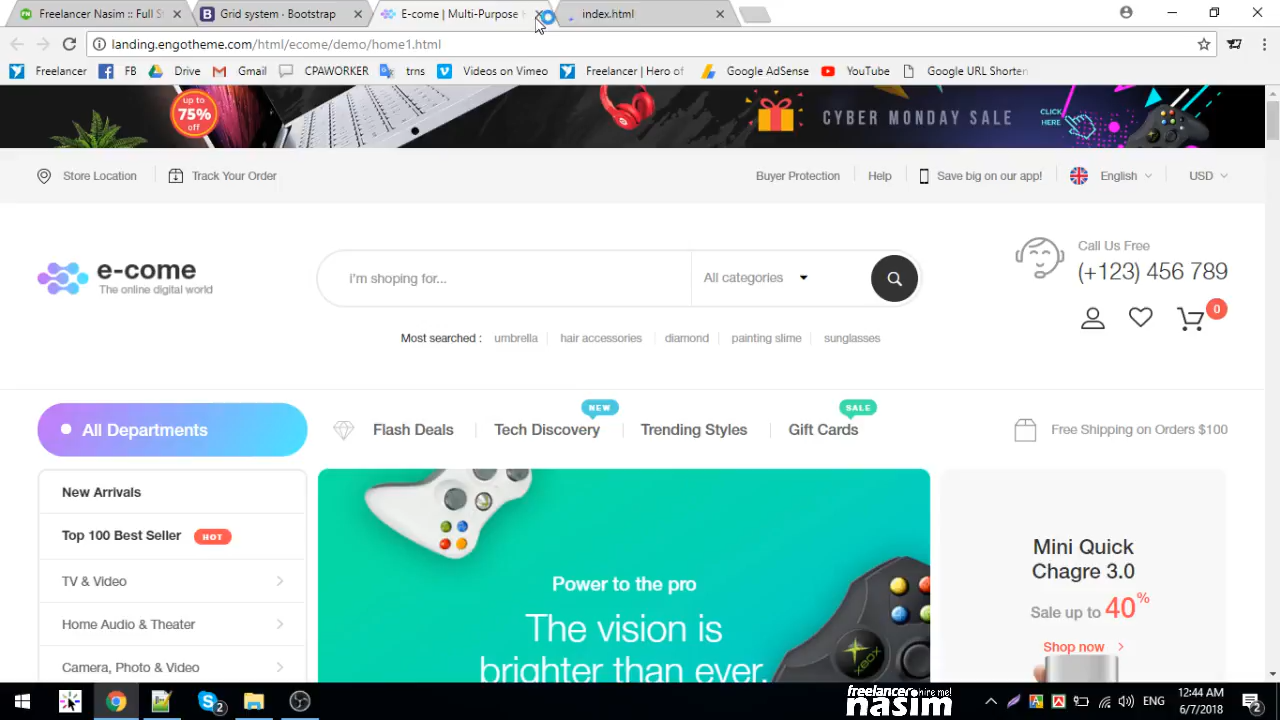 Freelancer Nasim :: Full S
Grid system · Bootstrap
E-come | Multi-Purpose H
index.html
landing.engotheme.com/html/ecome/demo/home1.html
Freelancer
FB
Drive
Gmail
CPAWORKER
trns
Videos on Vimeo
Freelancer | Hero of
Google AdSense
YouTube
Google URL Shorten
up to
75%
off
CYBER MONDAY SALE
CLICK
HERE
Store Location
Track Your Order
Buyer Protection
Help
Save big on our app!
English
USD
e-come
The online digital world
I'm shoping for...
All categories
Call Us Free
(+123) 456 789
0
Most searched :
umbrella
hair accessories
diamond
painting slime
sunglasses
All Departments
Flash Deals
NEW
Tech Discovery
Trending Styles
SALE
Gift Cards
Free Shipping on Orders $100
New Arrivals
Top 100 Best Seller HOT
TV & Video
Home Audio & Theater
Camera, Photo & Video
Power to the pro
The vision is
brighter than ever.
XBOX
Mini Quick
Chagre 3.0
Sale up to 40%
Shop now
2
freelancer hire me!
nasim
ENG
12:44 AM
6/7/2018
2